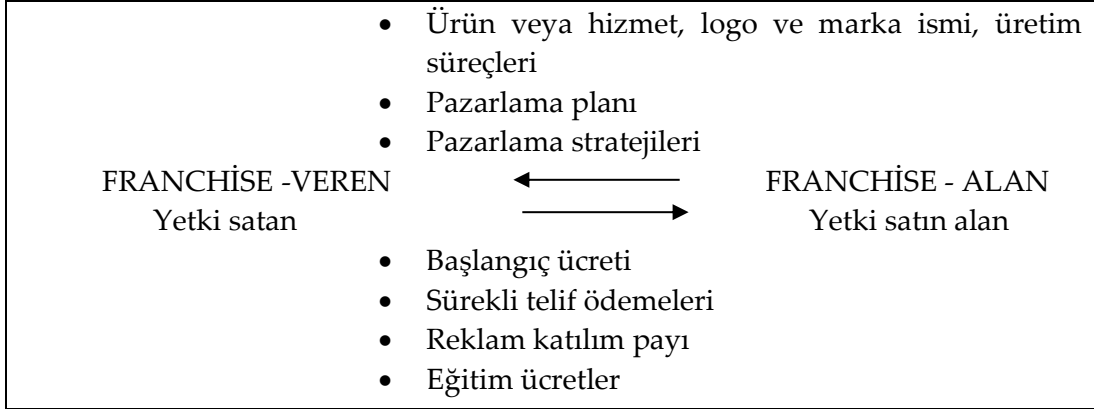 • Ürün veya hizmet, logo ve marka ismi, üretim
süreçleri
• Pazarlama planı
• Pazarlama stratejileri
FRANCHİSE -VEREN FRANCHİSE - ALAN
Yetki satan Yetki satın alan
• Başlangıç ücreti
• Sürekli telif ödemeleri
• Reklam katılım payı
• Eğitim ücretler